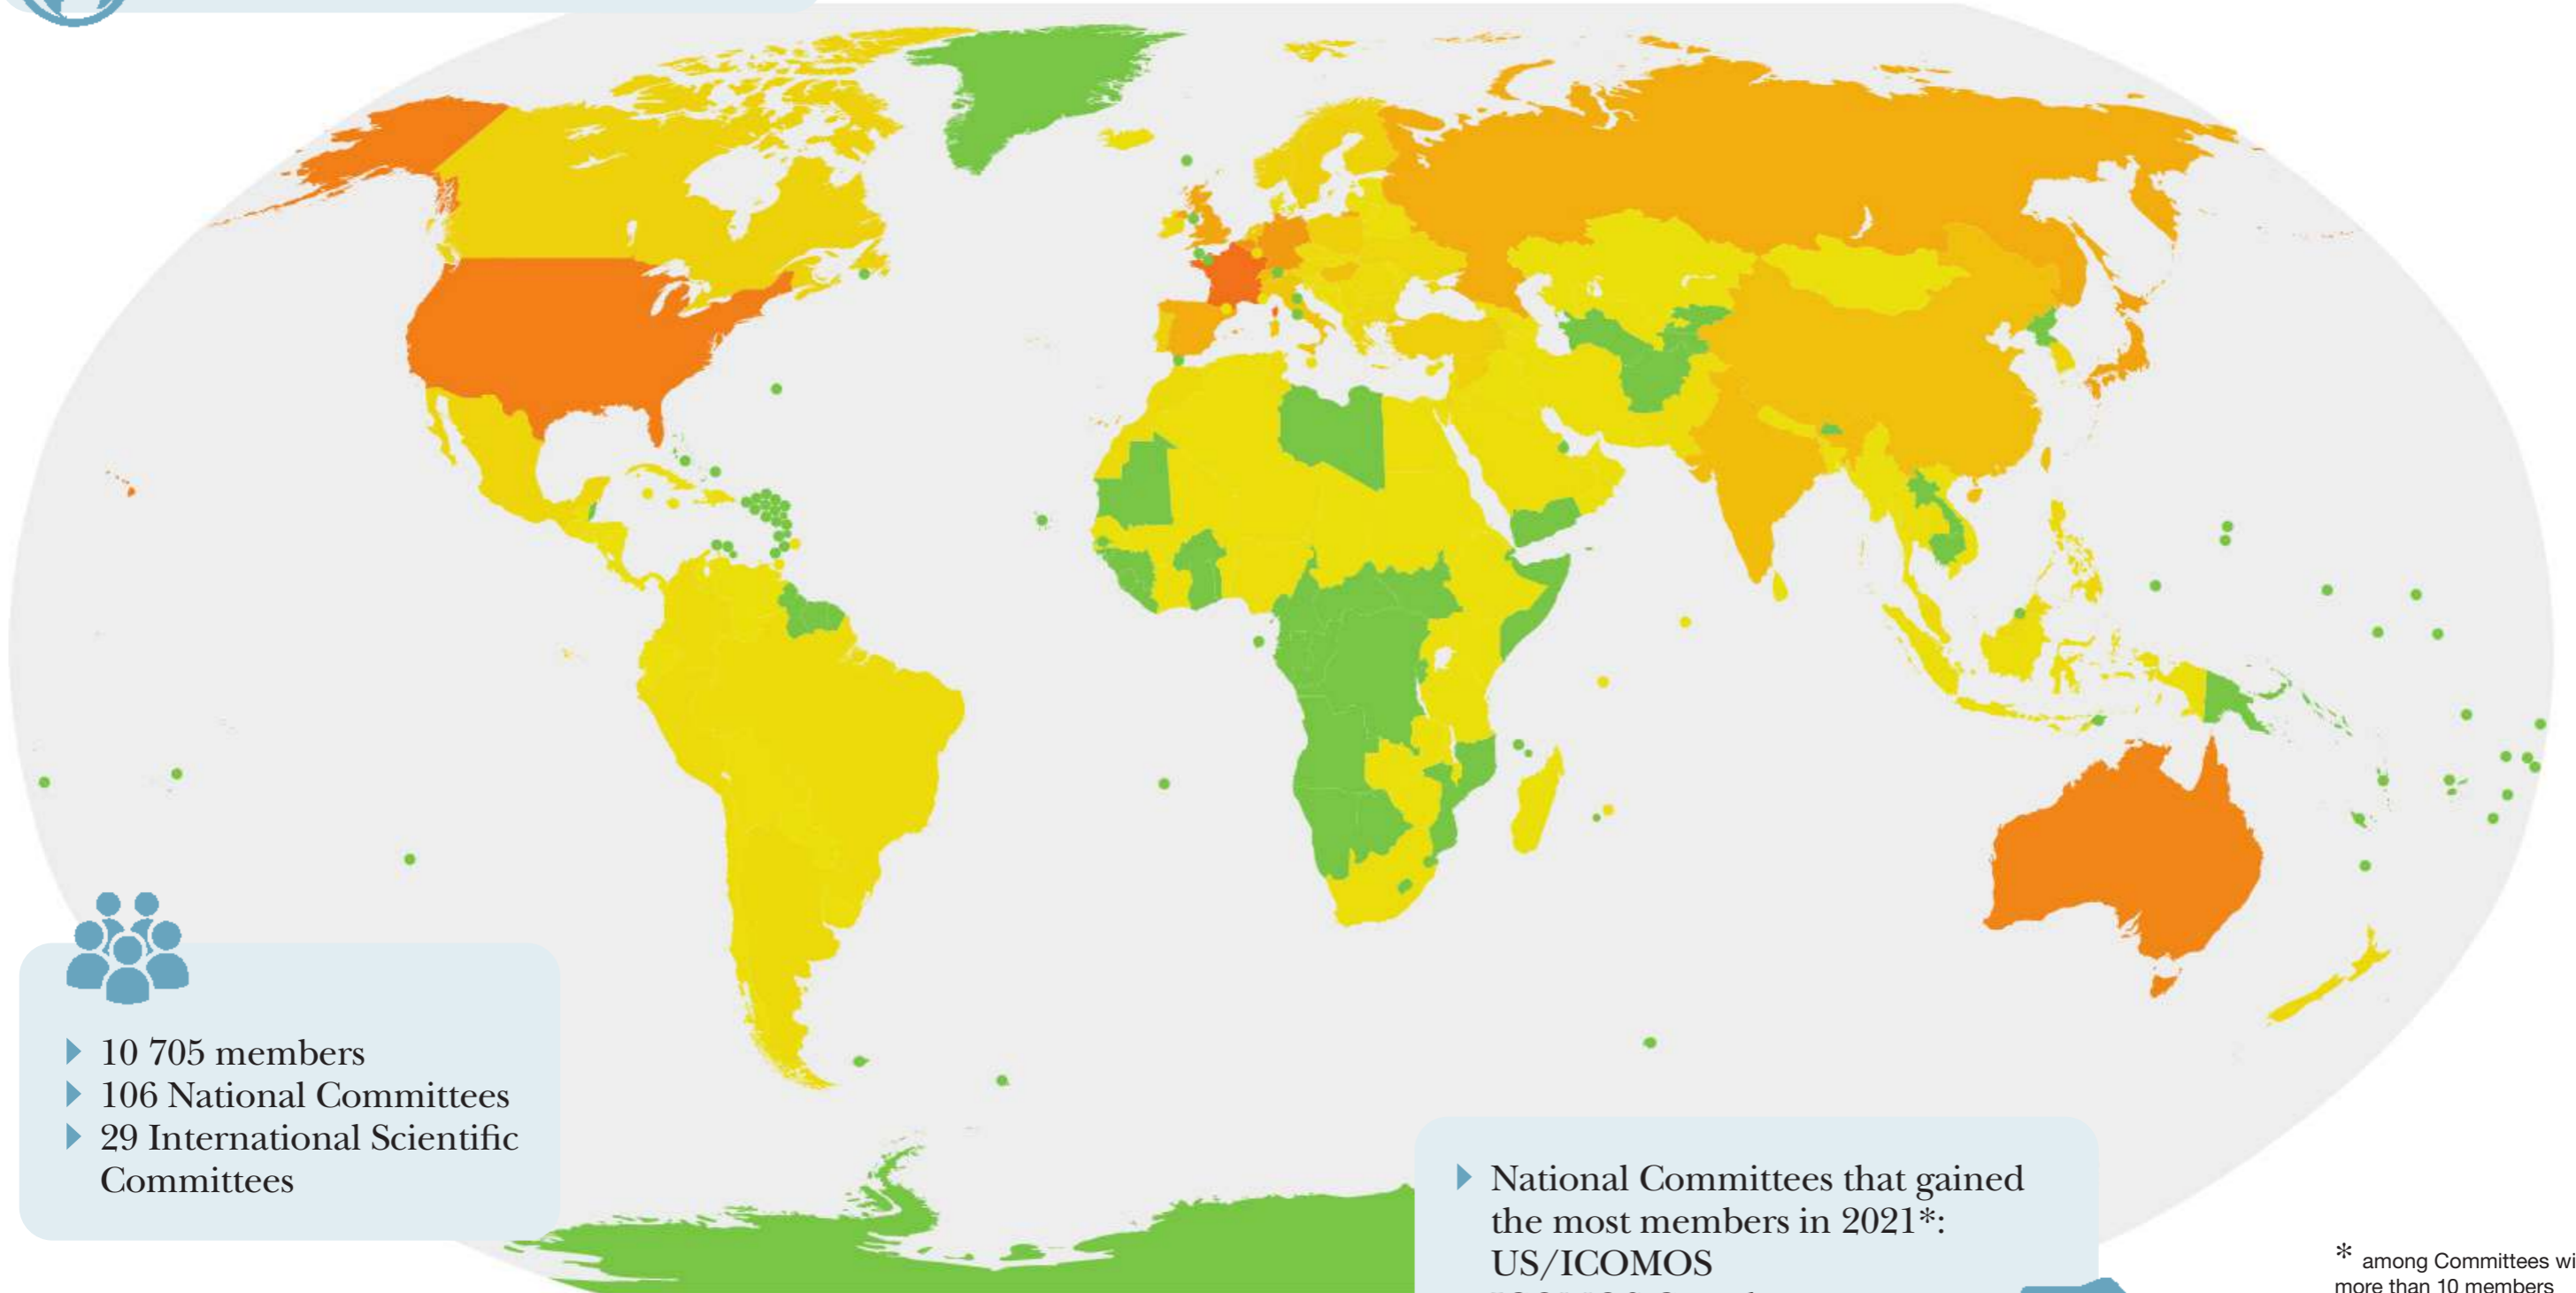 10 705 members
106 National Committees
29 International Scientific
Committees
National Committees that gained
the most members in 2021*:
US/ICOMOS
* among Committees wi
more than 10 members